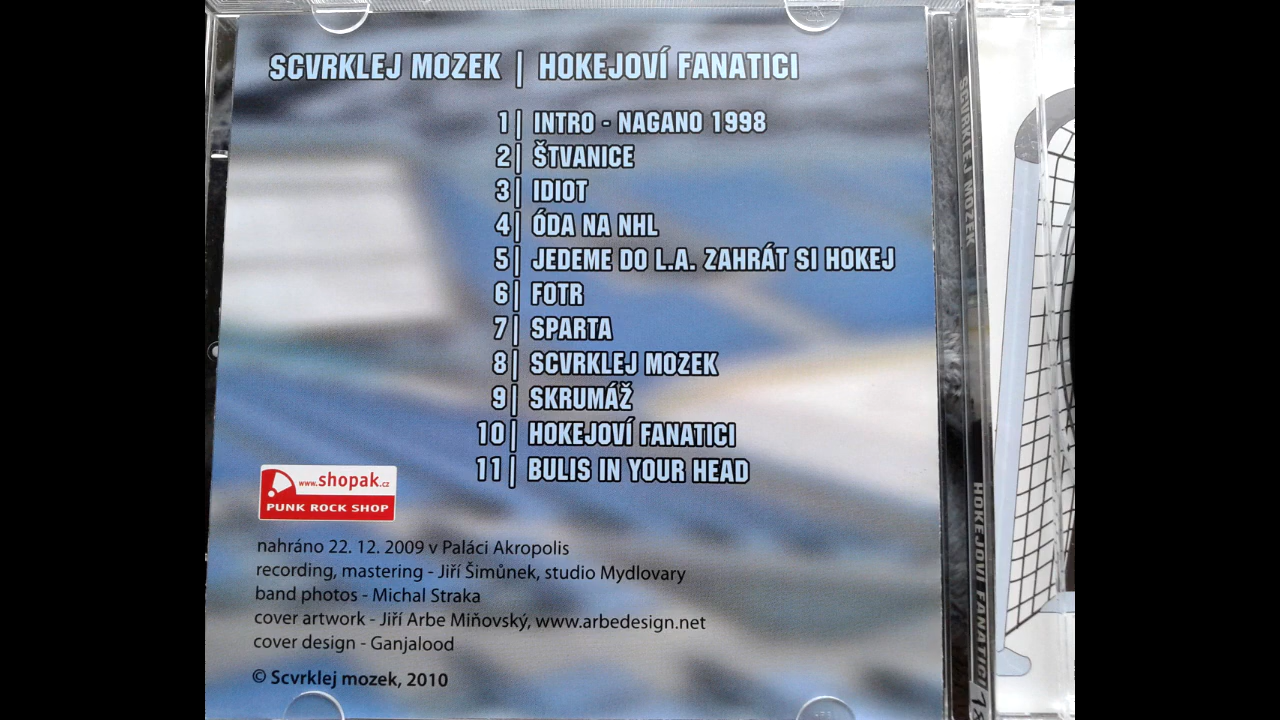 SCVRKLEJ MOZEK | HOKEJOVÍ FANATICI
1| INTRO - NAGANO 1998
2| ŠTVANICE
3| IDIOT
4| ÓDA NA NHL
5| JEDEME DO L.A. ZAHRÁT SI HOKEJ
6| FOTR
7| SPARTA
8| SCVRKLEJ MOZEK
9| SKRUMÁŽ
10| HOKEJOVÍ FANATICI
11| BULIS IN YOUR HEAD
www.shopak.cz
PUNK ROCK SHOP
nahráno 22. 12. 2009 v Paláci Akropolis
recording, mastering - Jiří Šimůnek, studio Mydlovary
band photos - Michal Straka
cover artwork - Jiří Arbe Miňovský, www.arbedesign.net
cover design - Ganjalood
© Scvrklej mozek, 2010
SCVRKLEJ MOZEK
HOKEJOVÍ FANATICI